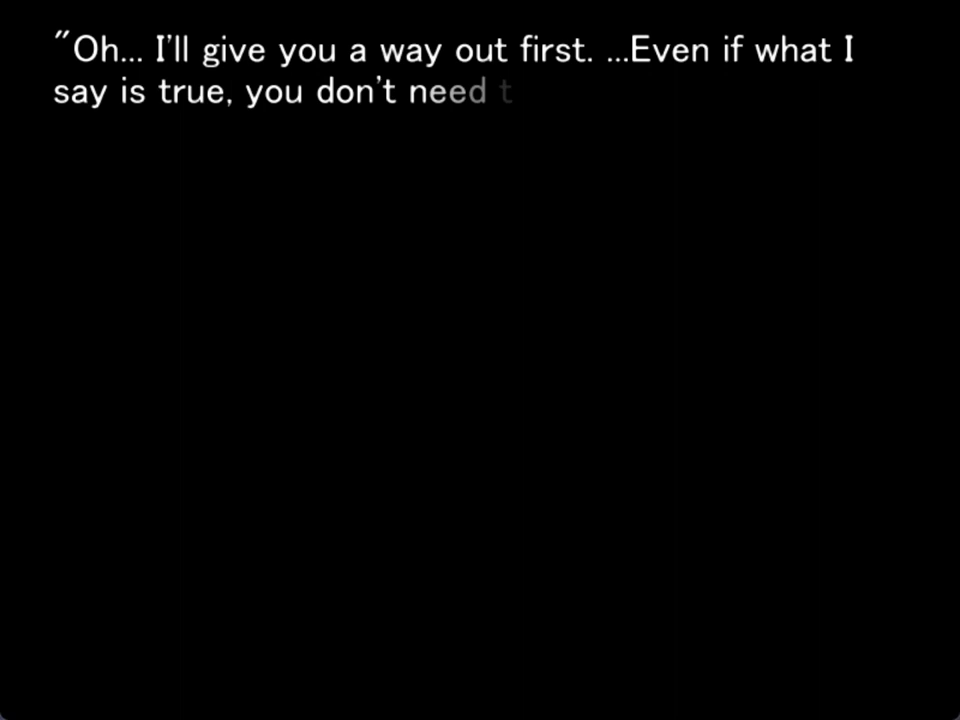 "Oh... I'll give you a way out first. ...Even if what I
say is true, you don't need t